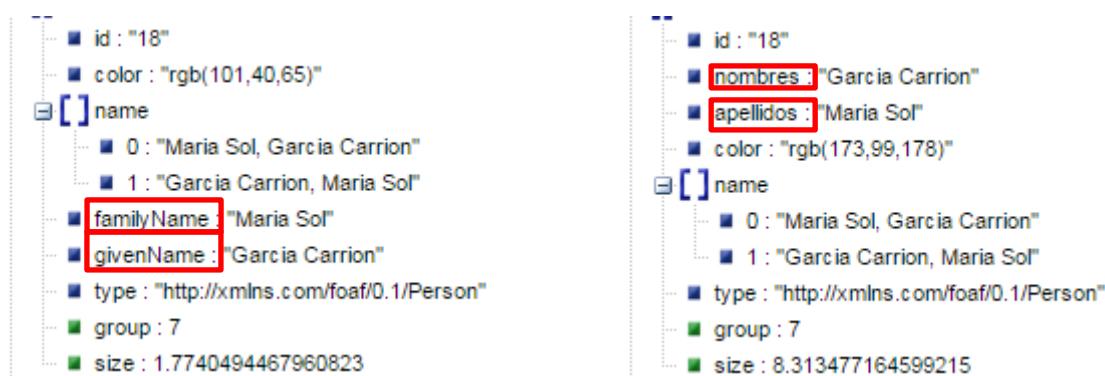 id : "18"
color : "rgb(101,40,65)"
[ ] name
0 : "Maria Sol, Garcia Carrion"
1 : "Garcia Carrion, Maria Sol"
familyName : "Maria Sol"
givenName : "Garcia Carrion"
type : "http://xmlns.com/foaf/0.1/Person"
group : 7
size : 1.7740494467960823
id : "18"
nombres : "Garcia Carrion"
apellidos : "Maria Sol"
color : "rgb(173,99,178)"
[ ] name
0 : "Maria Sol, Garcia Carrion"
1 : "Garcia Carrion, Maria Sol"
type : "http://xmlns.com/foaf/0.1/Person"
group : 7
size : 8.313477164599215